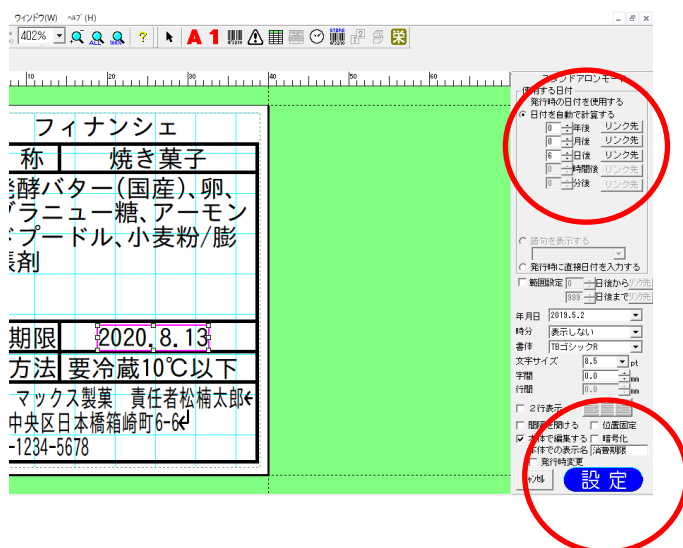 ウィンドウ(W) ヘルプ(H)
402%
ALL
A 1
栄
10 20 30 40 50 60
スタンドアロンモード
使用する日付
発行時の日付を使用する
日付を自動で計算する
0 年後 リンク先
0 月後 リンク先
6 日後 リンク先
0 時間後 リンク先
0 分後 リンク先
語句を表示する
発行時に直接日付を入力する
範囲設定 0 日後から リンク先
999 日後まで リンク先
年月日 2019.5.2
時分 表示しない
書体 TBゴシックR
文字サイズ 8.5 pt
字間 0.0 mm
行間 0.0 mm
2行表示
間隔を開ける 位置固定
本体で編集する 暗号化
本体での表示名 消費期限
発行時変更
キャンセル 設定
フィナンシェ
称 焼き菓子
酵バター(国産)、卵、
グラニュー糖、アーモン
ドプードル、小麦粉/膨
張剤
期限 2020.8.13
方法 要冷蔵10℃以下
マックス製菓 責任者松楠太郎
中央区日本橋箱崎町6-6
-1234-5678